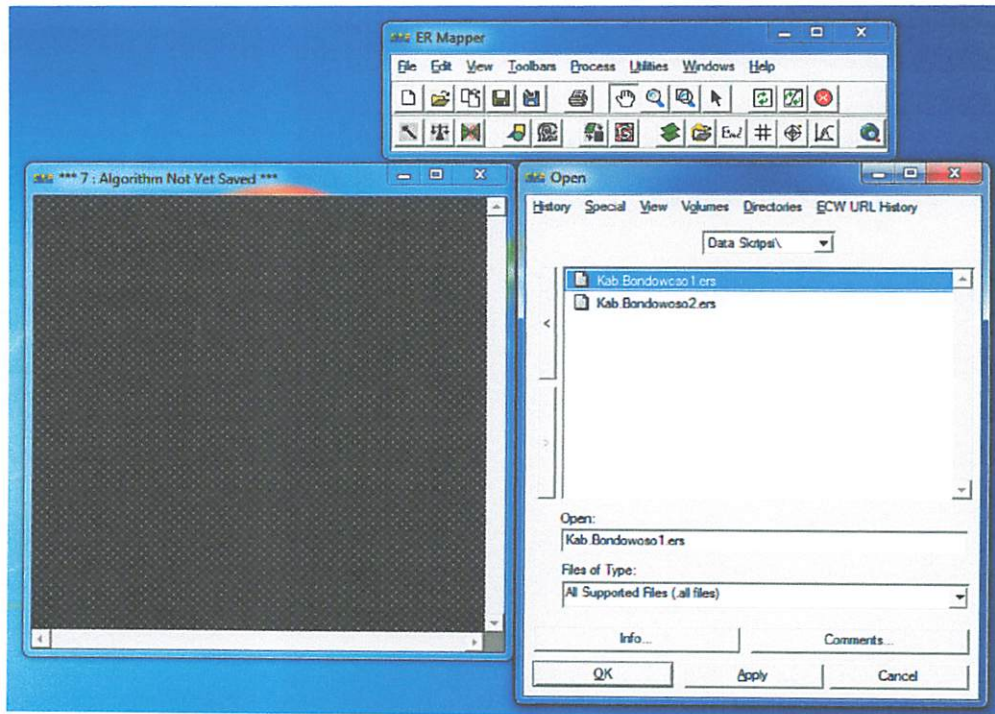 ER Mapper
File Edit View Toolbars Process Utilities Windows Help
*** 7 : Algorithm Not Yet Saved ***
Open
History Special View Volumes Directories ECW URL History
Data Skripsi\
Kab.Bondowoso1.ers
Kab.Bondowoso2.ers
<
>
Open:
Kab.Bondowoso1.ers
Files of Type:
All Supported Files (.all files)
Info... Comments...
OK Apply Cancel